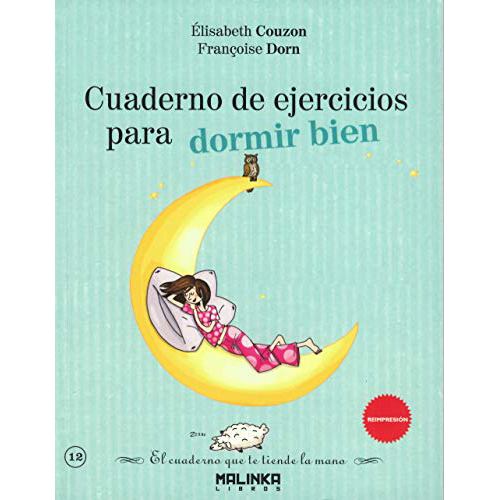 Élisabeth Couzon
Françoise Dorn
Cuaderno de ejercicios
para dormir bien
REIMPRESIÓN
12
El cuaderno que te tiende la mano
MALINKA
LIBROS